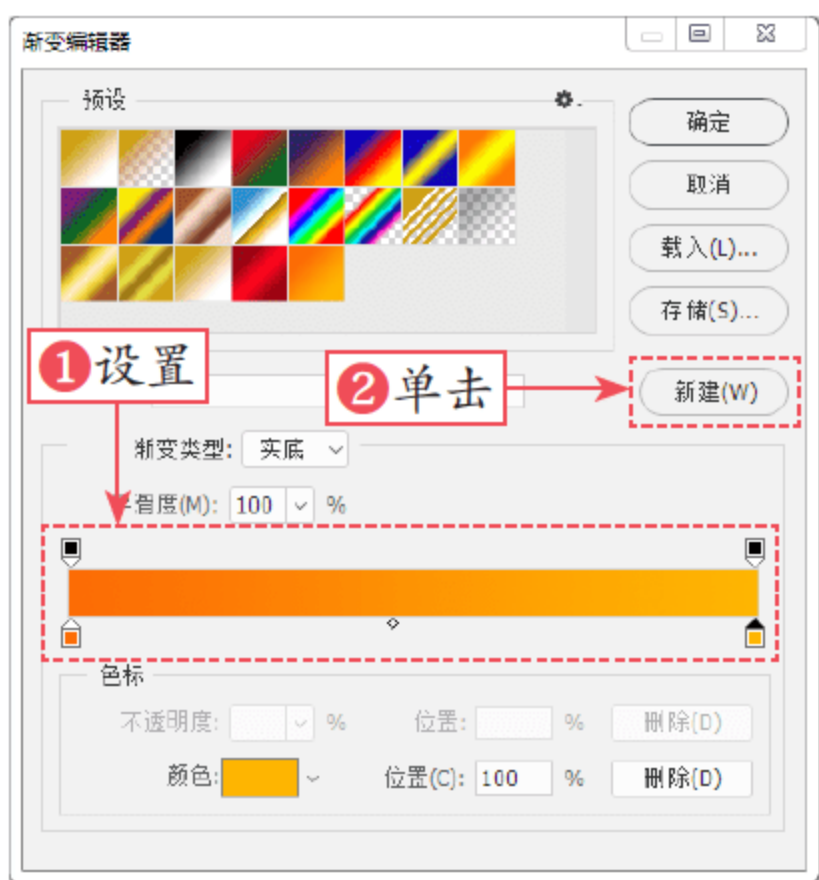 渐变编辑器
预设
确定
取消
载入(L)...
存储(S)...
1设置
2单击
新建(W)
渐变类型: 实底
滑度(M): 100 %
色标
不透明度: % 位置: % 删除(D)
颜色: 位置(C): 100 % 删除(D)